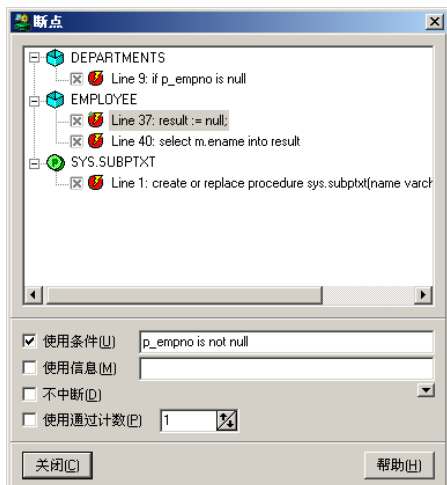 断点
DEPARTMENTS
Line 9: if p_empno is null
EMPLOYEE
Line 37: result := null;
Line 40: select m.ename into result
SYS.SUBPTXT
Line 1: create or replace procedure sys.subptxt(name varch
使用条件(U) p_empno is not null
使用信息(M)
不中断(D)
使用通过计数(P) 1
关闭(C) 帮助(H)